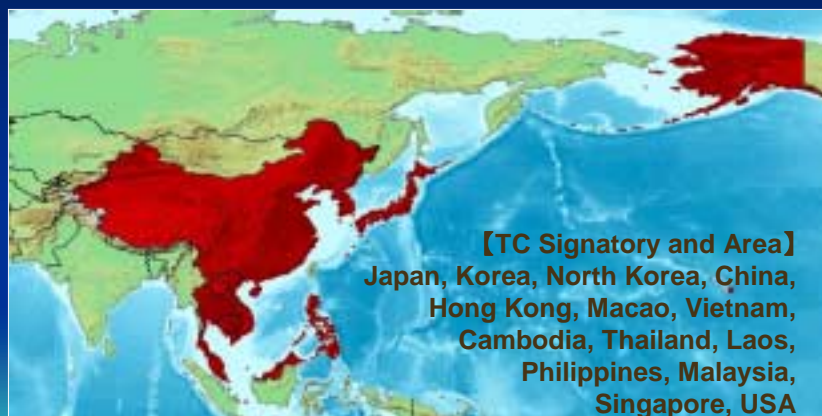 【TC Signatory and Area】
Japan, Korea, North Korea, China,
Hong Kong, Macao, Vietnam,
Cambodia, Thailand, Laos,
Philippines, Malaysia,
Singapore, USA